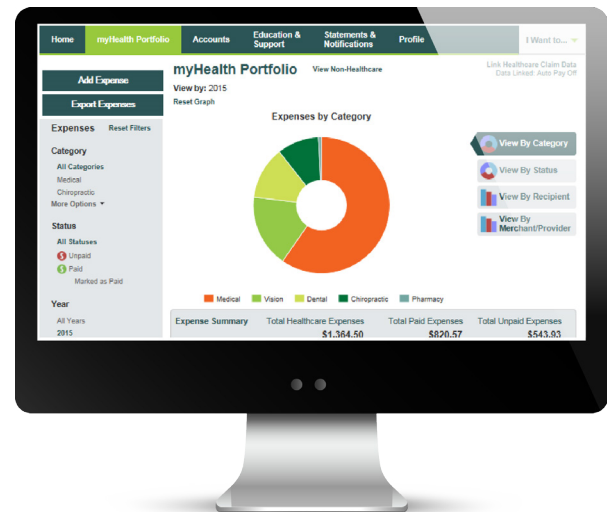 Home
myHealth Portfolio
Accounts
Education &
Support
Statements &
Notifications
Profile
I Want to...
Add Expense
Export Expenses
Expenses Reset Filters
Category
All Categories
Medical
Chiropractic
More Options
Status
All Statuses
Unpaid
Paid
Marked as Paid
Year
All Years
2015
myHealth Portfolio View Non-Healthcare
View by: 2015
Reset Graph
Link Healthcare Claim Data
Data Linked: Auto Pay Off
Expenses by Category
View By Category
View By Status
View By Recipient
View By
Merchant/Provider
Medical Vision Dental Chiropractic Pharmacy
Expense Summary Total Healthcare Expenses Total Paid Expenses Total Unpaid Expenses
$1,364.50 $820.57 $543.93